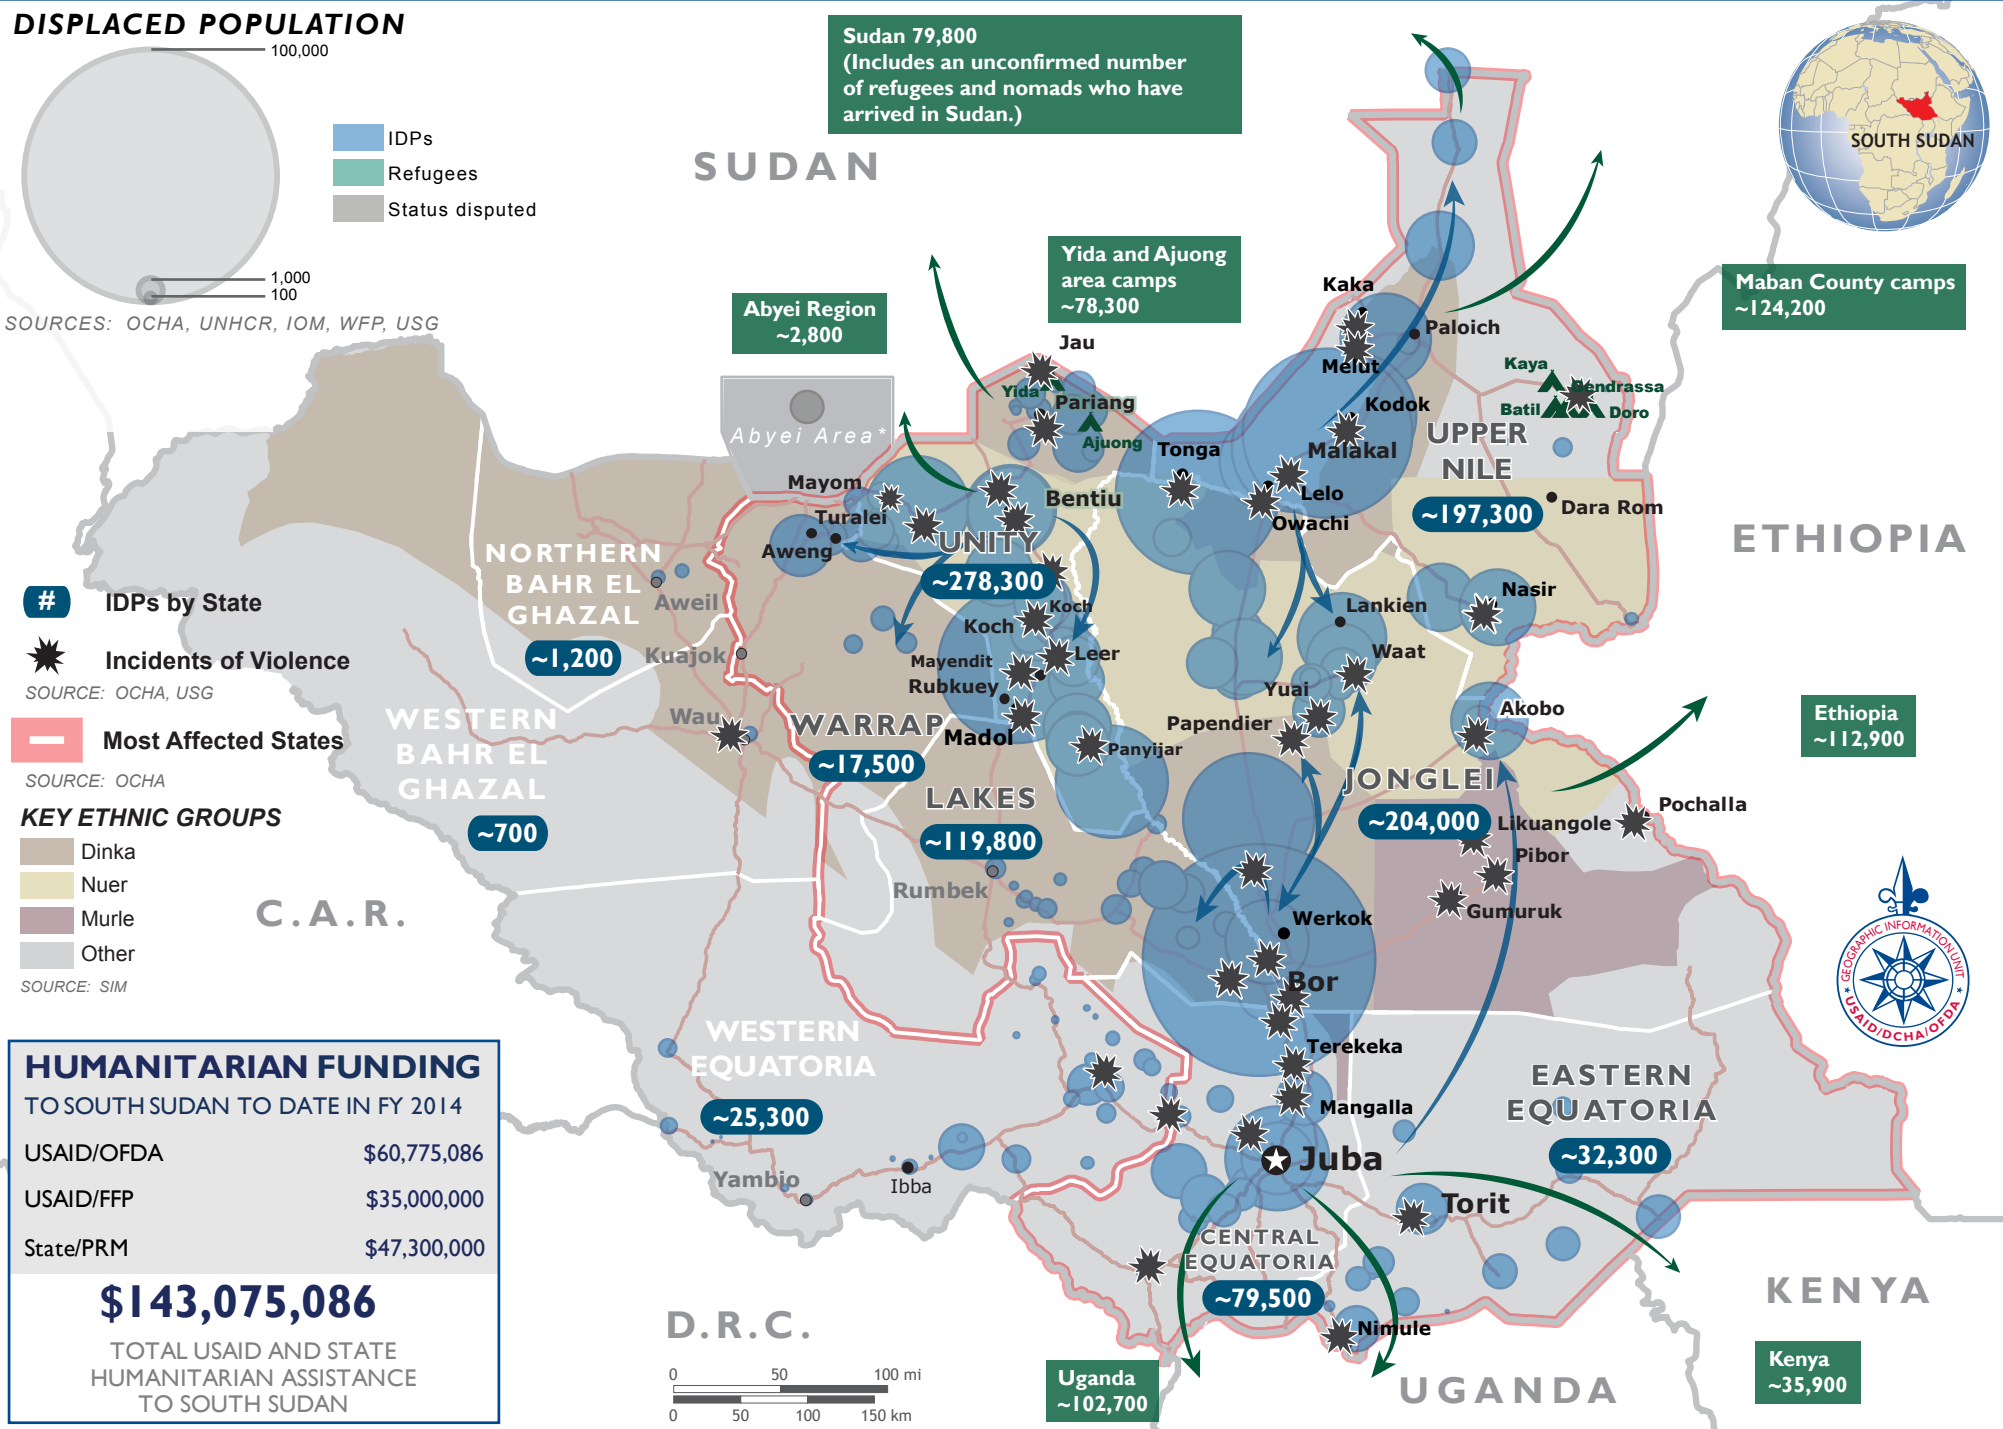 DISPLACED POPULATION
100,000
1,000
100
IDPs
Refugees
Status disputed
SOURCES: OCHA, UNHCR, IOM, WFP, USG
Sudan 79,800
(Includes an unconfirmed number
of refugees and nomads who have
arrived in Sudan.)
SUDAN
SOUTH SUDAN
Yida and Ajuong
area camps
~78,300
Abyei Region
~2,800
Maban County camps
~124,200
Kaka
Paloich
Melut
Jau
Yida
Pariang
Ajuong
Kaya
Gendrassa
Batil
Doro
Kodok
Malakal
UPPER
NILE
~197,300
Abyei Area*
Tonga
Lelo
Owachi
Dara Rom
ETHIOPIA
Mayom
Bentiu
Turalei
Aweng
UNITY
~278,300
NORTHERN
BAHR EL
GHAZAL
~1,200
Aweil
Kuajok
Nasir
Lankien
Koch
Koch
Leer
Mayendit
Rubkuey
Waat
Yuai
Akobo
Papendier
Madol
Panyijar
# IDPs by State
Incidents of Violence
SOURCE: OCHA, USG
Most Affected States
SOURCE: OCHA
KEY ETHNIC GROUPS
Dinka
Nuer
Murle
Other
SOURCE: SIM
Wau
WESTERN
BAHR EL
GHAZAL
~700
WARRAP
~17,500
LAKES
~119,800
Rumbek
JONGLEI
~204,000
Likuangole
Pochalla
Pibor
Gumuruk
Ethiopia
~112,900
C.A.R.
Werkok
Bor
GEOGRAPHIC INFORMATION UNIT
USAID/DCHA/OFDA
WESTERN
EQUATORIA
~25,300
Terekeka
Mangalla
Juba
EASTERN
EQUATORIA
~32,300
Yambio
Ibba
Torit
CENTRAL
EQUATORIA
~79,500
Nimule
HUMANITARIAN FUNDING
TO SOUTH SUDAN TO DATE IN FY 2014
USAID/OFDA $60,775,086
USAID/FFP $35,000,000
State/PRM $47,300,000
$143,075,086
TOTAL USAID AND STATE
HUMANITARIAN ASSISTANCE
TO SOUTH SUDAN
D.R.C.
0 50 100 mi
0 50 100 150 km
Uganda
~102,700
UGANDA
KENYA
Kenya
~35,900